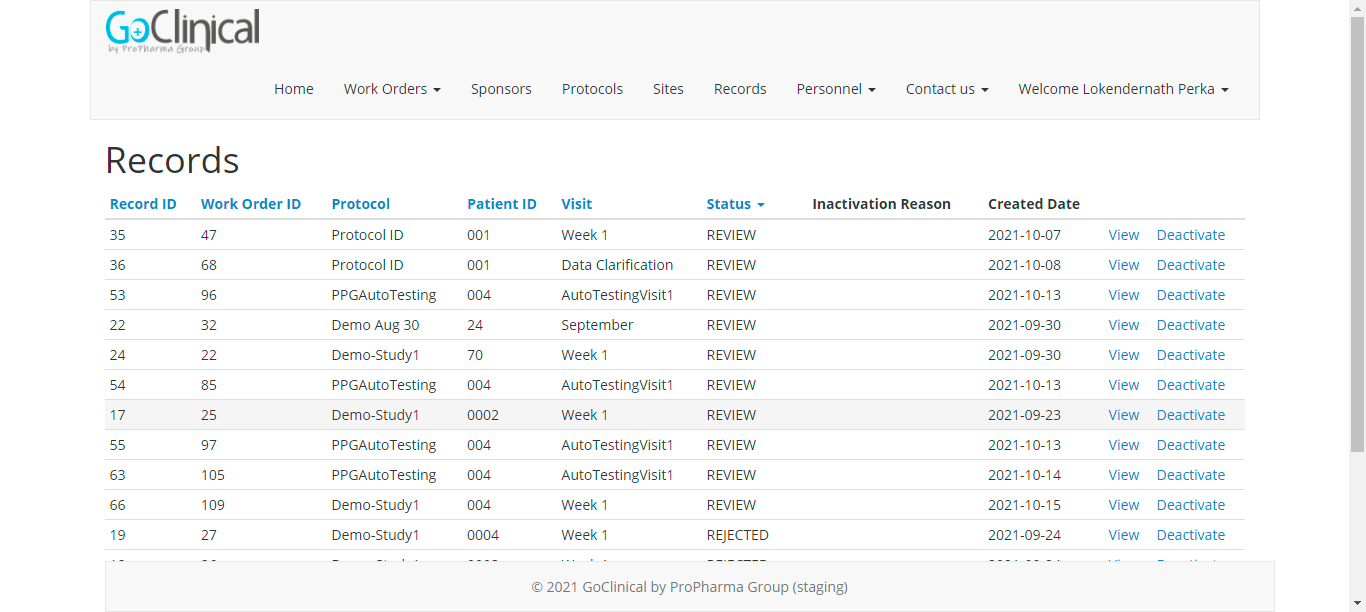 GoClinical
by ProPharma Group
Home Work Orders Sponsors Protocols Sites Records Personnel Contact us Welcome Lokendernath Perka
Records
Record ID Work Order ID Protocol Patient ID Visit Status Inactivation Reason Created Date
35 47 Protocol ID 001 Week 1 REVIEW 2021-10-07 View Deactivate
36 68 Protocol ID 001 Data Clarification REVIEW 2021-10-08 View Deactivate
53 96 PPGAutoTesting 004 AutoTestingVisit1 REVIEW 2021-10-13 View Deactivate
22 32 Demo Aug 30 24 September REVIEW 2021-09-30 View Deactivate
24 22 Demo-Study1 70 Week 1 REVIEW 2021-09-30 View Deactivate
54 85 PPGAutoTesting 004 AutoTestingVisit1 REVIEW 2021-10-13 View Deactivate
17 25 Demo-Study1 0002 Week 1 REVIEW 2021-09-23 View Deactivate
55 97 PPGAutoTesting 004 AutoTestingVisit1 REVIEW 2021-10-13 View Deactivate
63 105 PPGAutoTesting 004 AutoTestingVisit1 REVIEW 2021-10-14 View Deactivate
66 109 Demo-Study1 004 Week 1 REVIEW 2021-10-15 View Deactivate
19 27 Demo-Study1 0004 Week 1 REJECTED 2021-09-24 View Deactivate
© 2021 GoClinical by ProPharma Group (staging)